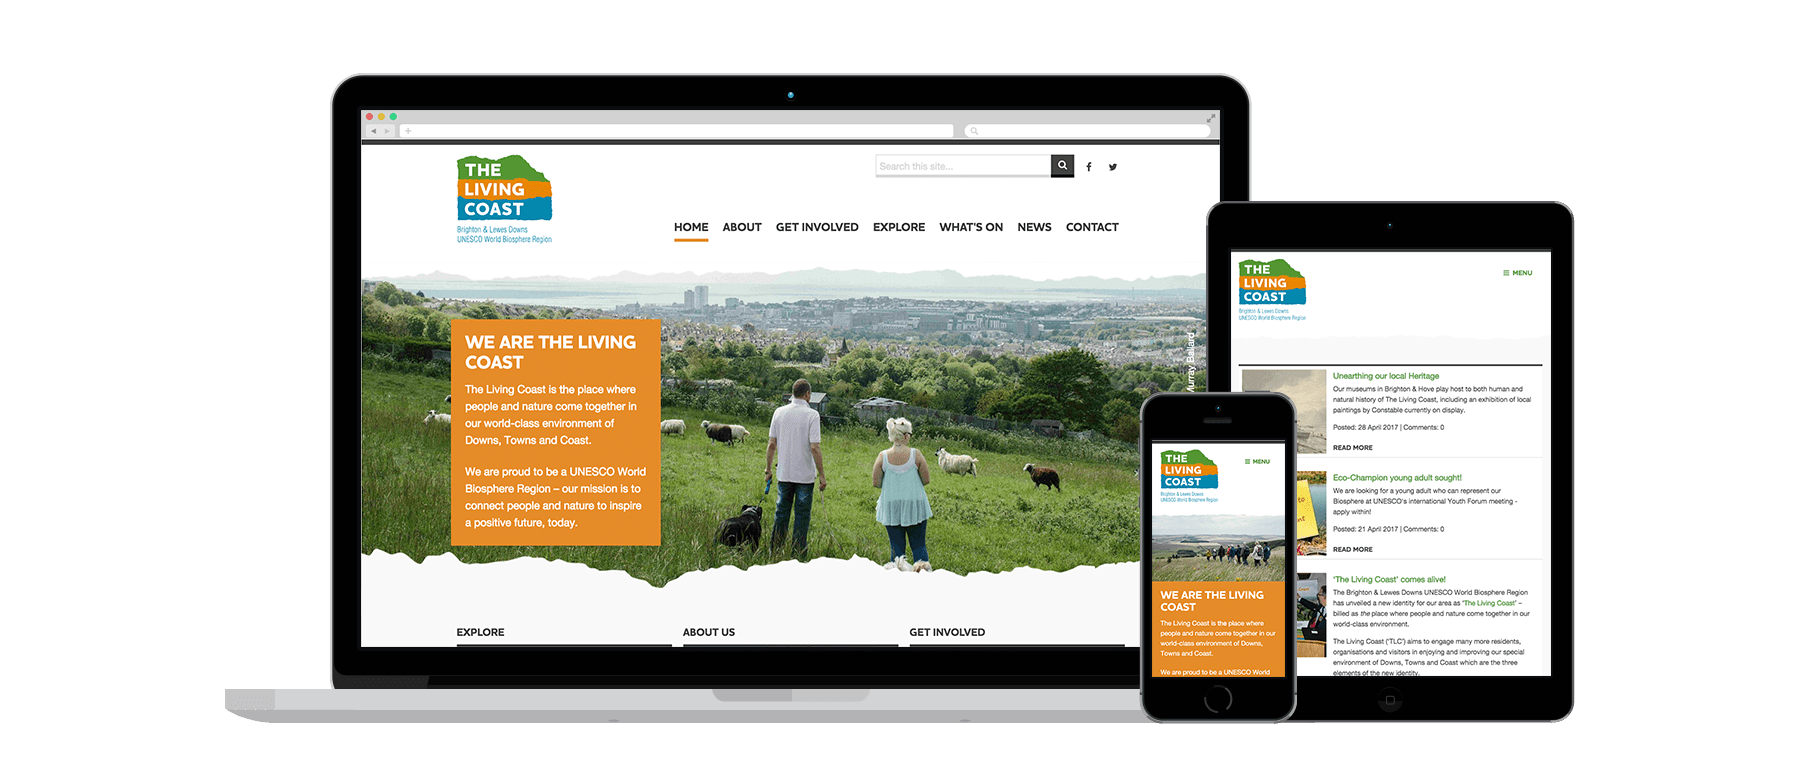 THE
LIVING
COAST
Brighton & Lewes Downs
UNESCO World Biosphere Region
Search this site...
HOME ABOUT GET INVOLVED EXPLORE WHAT'S ON NEWS CONTACT
WE ARE THE LIVING
COAST
The Living Coast is the place where
people and nature come together in
our world-class environment of
Downs, Towns and Coast.
We are proud to be a UNESCO World
Biosphere Region – our mission is to
connect people and nature to inspire
a positive future, today.
Murray Ballard
EXPLORE ABOUT US GET INVOLVED
THE
LIVING
COAST
Brighton & Lewes Downs
UNESCO World Biosphere Region
MENU
WE ARE THE LIVING
COAST
The Living Coast is the place where
people and nature come together in our
world-class environment of Downs,
Towns and Coast.
We are proud to be a UNESCO World
THE
LIVING
COAST
Brighton & Lewes Downs
UNESCO World Biosphere Region
MENU
Unearthing our local Heritage
Our museums in Brighton & Hove play host to both human and
natural history of The Living Coast, including an exhibition of local
paintings by Constable currently on display.
Posted: 28 April 2017 | Comments: 0
READ MORE
Eco-Champion young adult sought!
We are looking for a young adult who can represent our
Biosphere at UNESCO's international Youth Forum meeting -
apply within!
Posted: 21 April 2017 | Comments: 0
READ MORE
'The Living Coast' comes alive!
The Brighton & Lewes Downs UNESCO World Biosphere Region
has unveiled a new identity for our area as 'The Living Coast' –
billed as the place where people and nature come together in our
world-class environment.
The Living Coast ('TLC') aims to engage many more residents,
organisations and visitors in enjoying and improving our special
environment of Downs, Towns and Coast which are the three
elements of the new identity.